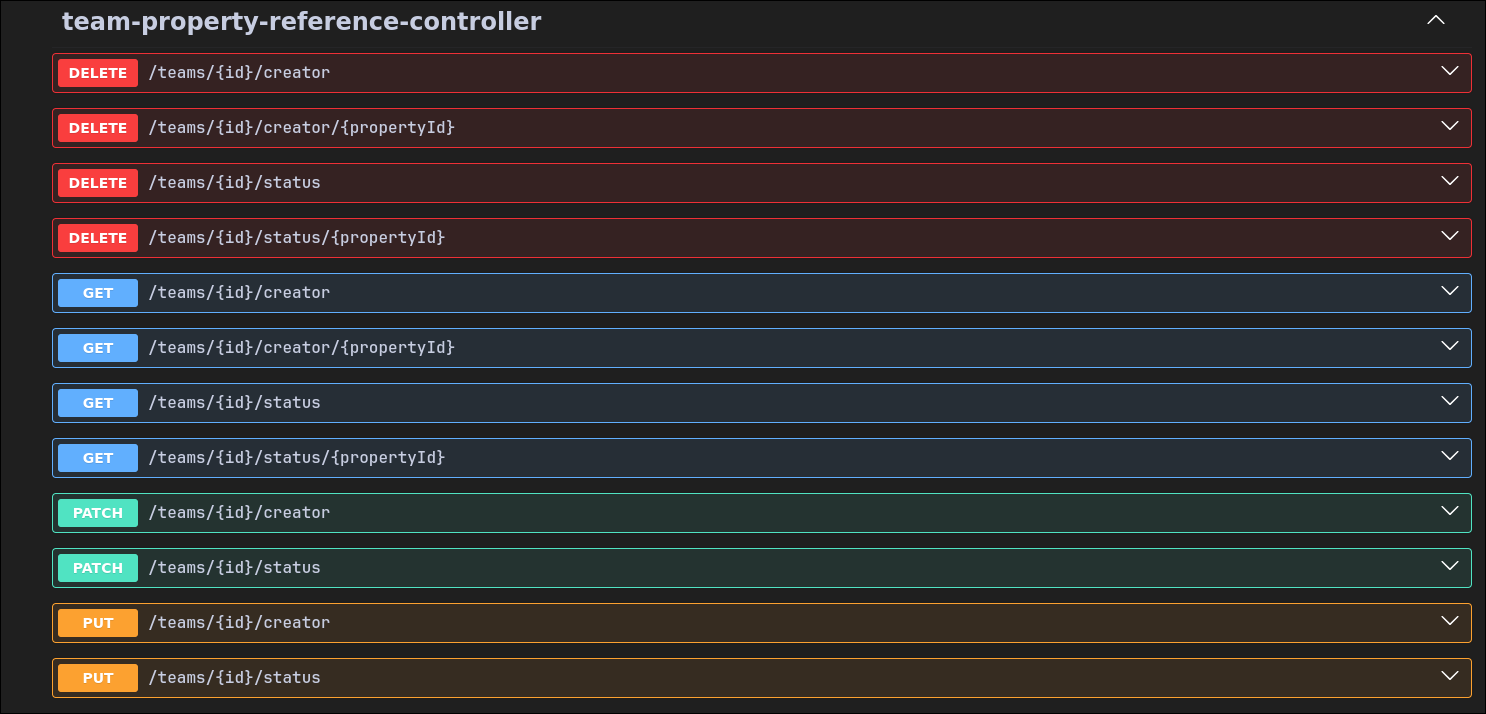 team-property-reference-controller
DELETE /teams/{id}/creator
DELETE /teams/{id}/creator/{propertyId}
DELETE /teams/{id}/status
DELETE /teams/{id}/status/{propertyId}
GET /teams/{id}/creator
GET /teams/{id}/creator/{propertyId}
GET /teams/{id}/status
GET /teams/{id}/status/{propertyId}
PATCH /teams/{id}/creator
PATCH /teams/{id}/status
PUT /teams/{id}/creator
PUT /teams/{id}/status